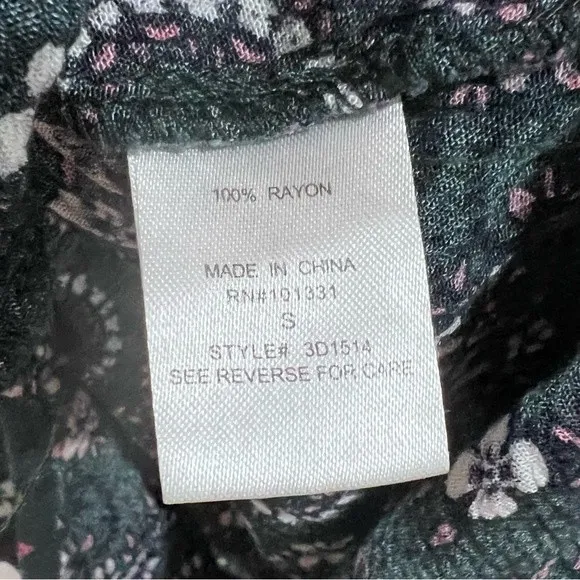 100% RAYON
MADE IN CHINA
RN#101331
S
STYLE# 3D1514
SEE REVERSE FOR CARE